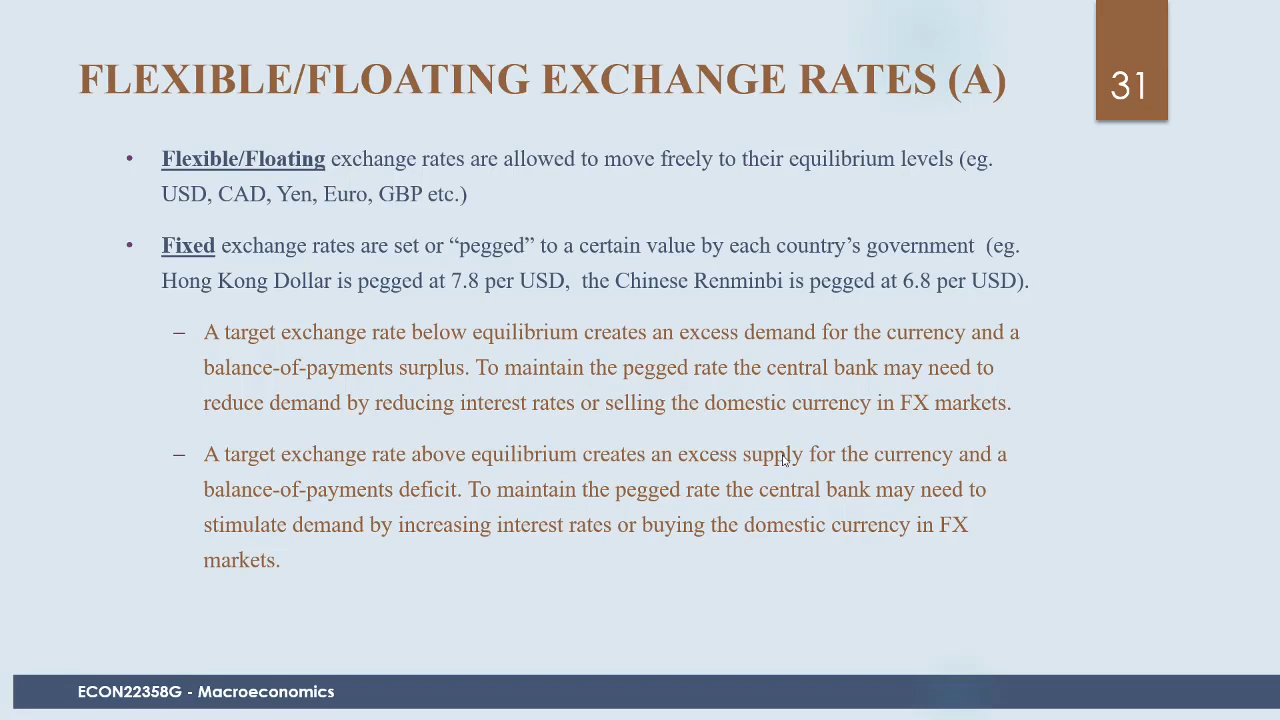 FLEXIBLE/FLOATING EXCHANGE RATES (A)
31
• Flexible/Floating exchange rates are allowed to move freely to their equilibrium levels (eg.
USD, CAD, Yen, Euro, GBP etc.)
• Fixed exchange rates are set or “pegged” to a certain value by each country’s government (eg.
Hong Kong Dollar is pegged at 7.8 per USD, the Chinese Renminbi is pegged at 6.8 per USD).
– A target exchange rate below equilibrium creates an excess demand for the currency and a
balance-of-payments surplus. To maintain the pegged rate the central bank may need to
reduce demand by reducing interest rates or selling the domestic currency in FX markets.
– A target exchange rate above equilibrium creates an excess supply for the currency and a
balance-of-payments deficit. To maintain the pegged rate the central bank may need to
stimulate demand by increasing interest rates or buying the domestic currency in FX
markets.
ECON22358G - Macroeconomics